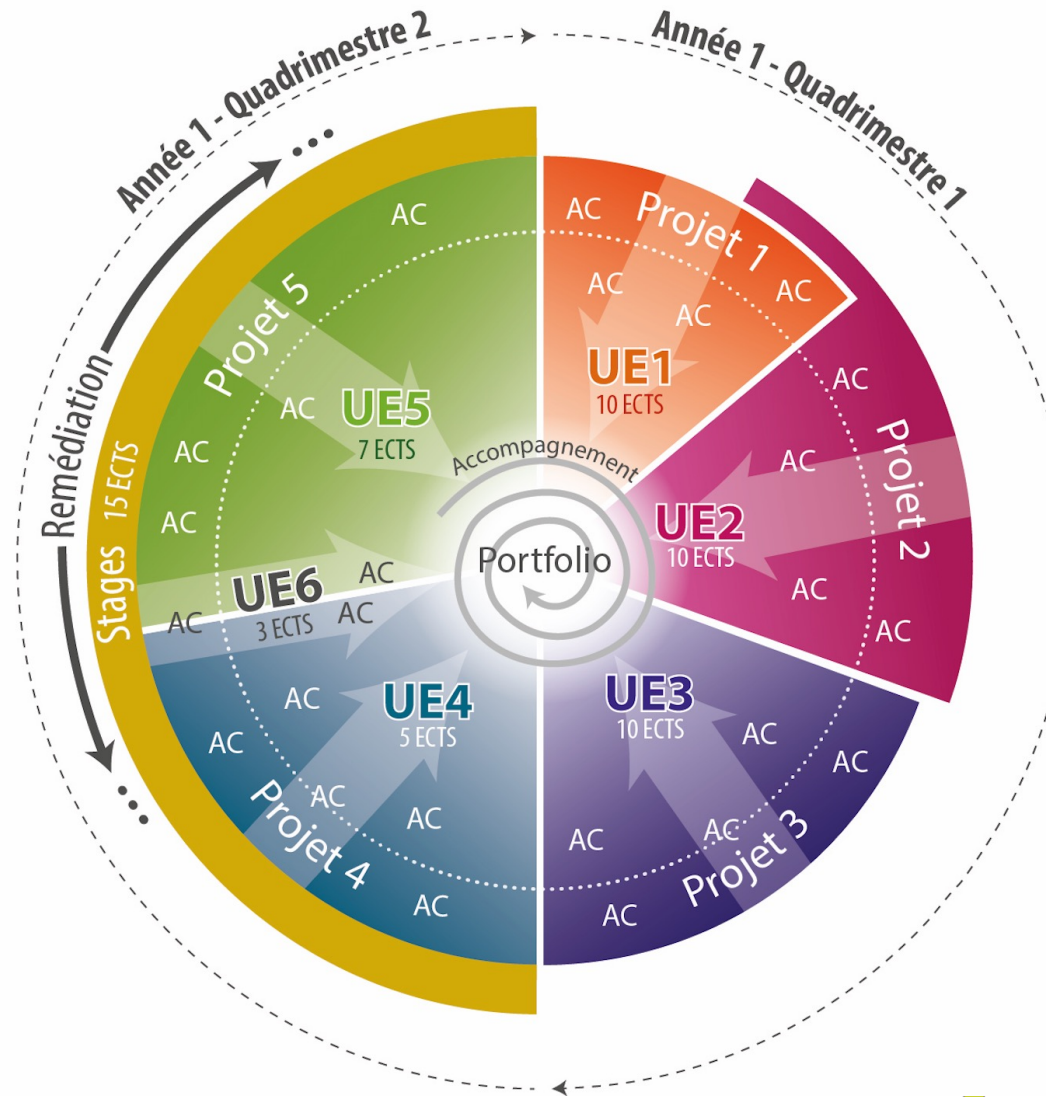 Année 1 - Quadrimestre 2
Année 1 - Quadrimestre 1
Remédiation
Stages 15 ECTS
AC
Projet 1
AC
AC
AC
UE1
10 ECTS
AC
AC
Projet 2
UE2
10 ECTS
AC
AC
UE3
10 ECTS
AC
AC
AC
Projet 3
AC
AC
UE4
5 ECTS
AC
AC
AC
Projet 4
AC
AC
AC
Projet 5
AC
UE5
7 ECTS
AC
AC
UE6
3 ECTS
AC
AC
AC
Accompagnement
Portfolio